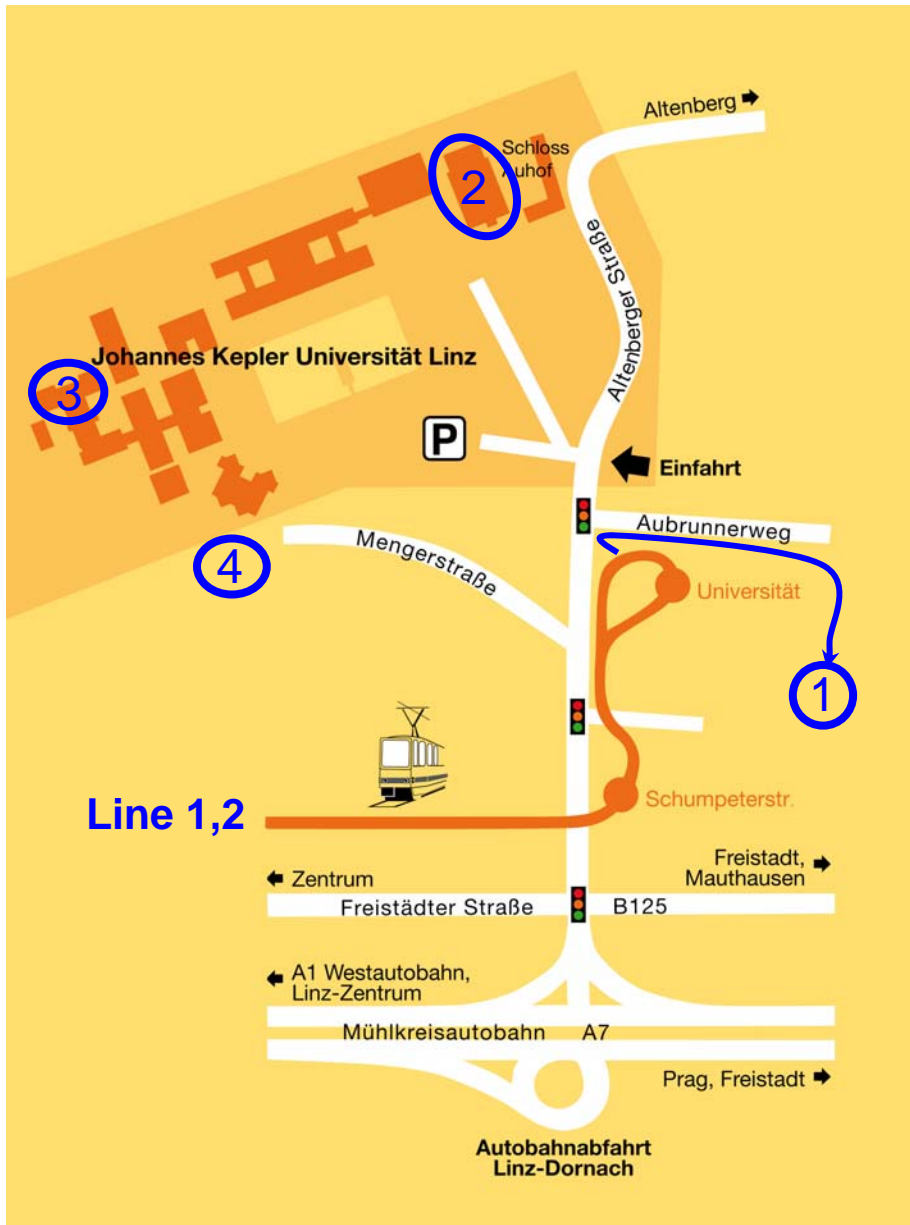 Altenberg
Schloss
Auhof
2
Altenberger Straße
Johannes Kepler Universität Linz
3
P
Einfahrt
Aubrunnerweg
Mengerstraße
4
Universität
1
Schumpeterstr.
Line 1,2
Freistadt,
Mauthausen
Zentrum
Freistädter Straße
B125
A1 Westautobahn,
Linz-Zentrum
Mühlkreisautobahn
A7
Prag, Freistadt
Autobahnabfahrt
Linz-Dornach